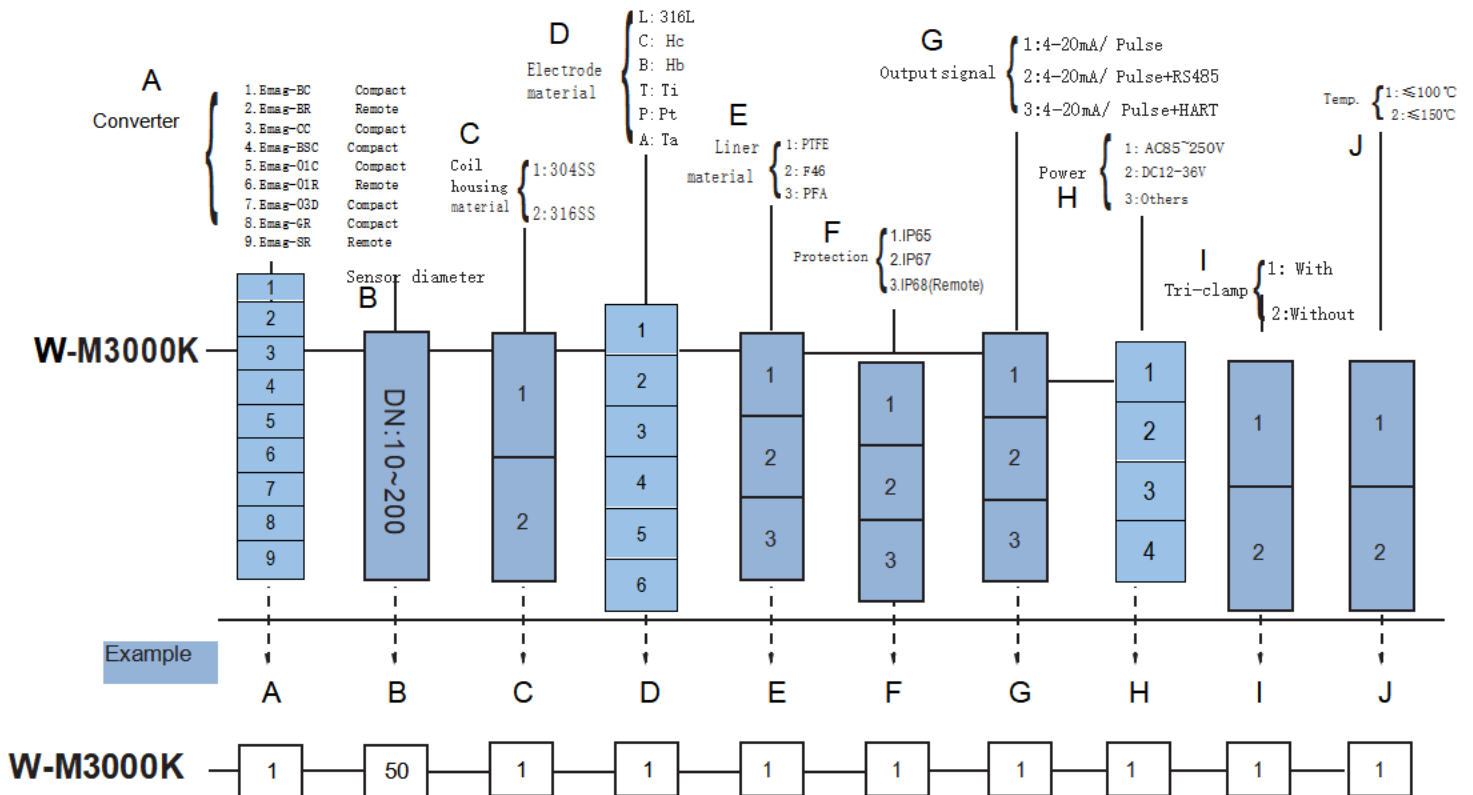 A
Converter
1.Emag-BC Compact
2.Emag-BR Remote
3.Emag-CC Compact
4.Emag-BSC Compact
5.Emag-01C Compact
6.Emag-01R Remote
7.Emag-03D Compact
8.Emag-GR Compact
9.Emag-SR Remote
Sensor diameter
B
C
Coil
housing
material
1:304SS
2:316SS
D
Electrode
material
L: 316L
C: Hc
B: Hb
T: Ti
P: Pt
A: Ta
E
Liner
material
1: PTFE
2: F46
3: PFA
F
Protection
1.IP65
2.IP67
3.IP68(Remote)
G
Output signal
1:4-20mA/ Pulse
2:4-20mA/ Pulse+RS485
3:4-20mA/ Pulse+HART
Power
H
1: AC85~250V
2:DC12-36V
3:Others
I
Tri-clamp
1: With
2:Without
Temp.
J
1:≤100℃
2:≤150℃
W-M3000K
1
2
3
4
5
6
7
8
9
DN:10~200
1
2
1
2
3
4
5
6
1
2
3
1
2
3
1
2
3
1
2
3
4
1
2
1
2
Example
A B C D E F G H I J
W-M3000K 1 50 1 1 1 1 1 1 1 1